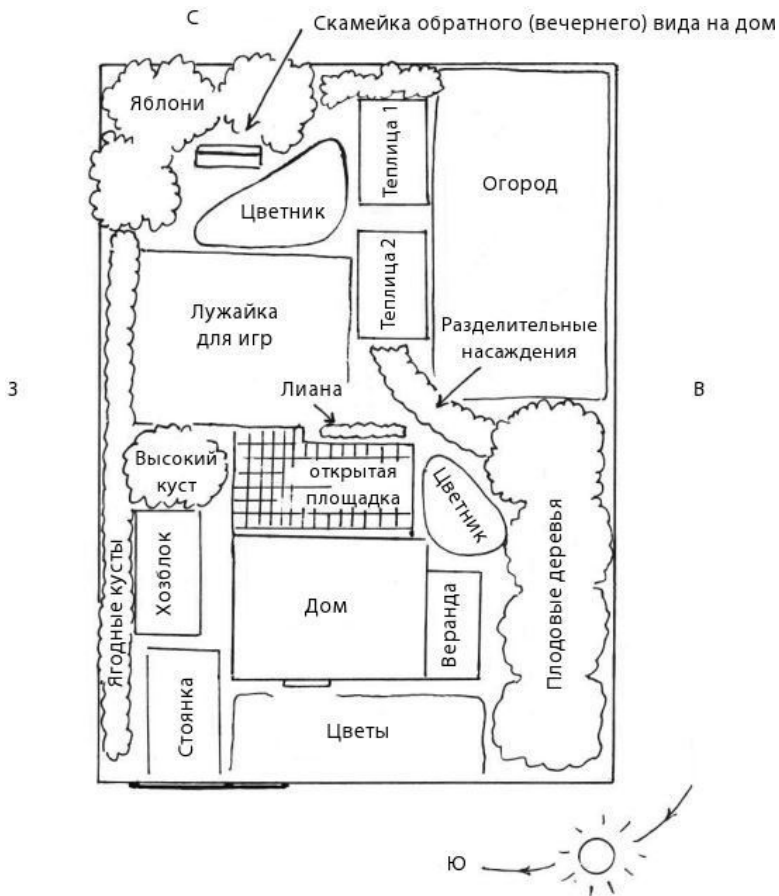 С
Скамейка обратного (вечернего) вида на дом
Яблони
Теплица 1
Огород
Цветник
Теплица 2
Лужайка
для игр
Разделительные
насаждения
З
В
Лиана
Высокий
куст
открытая
площадка
Цветник
Ягодные кусты
Хозблок
Дом
Веранда
Плодовые деревья
Стоянка
Цветы
Ю